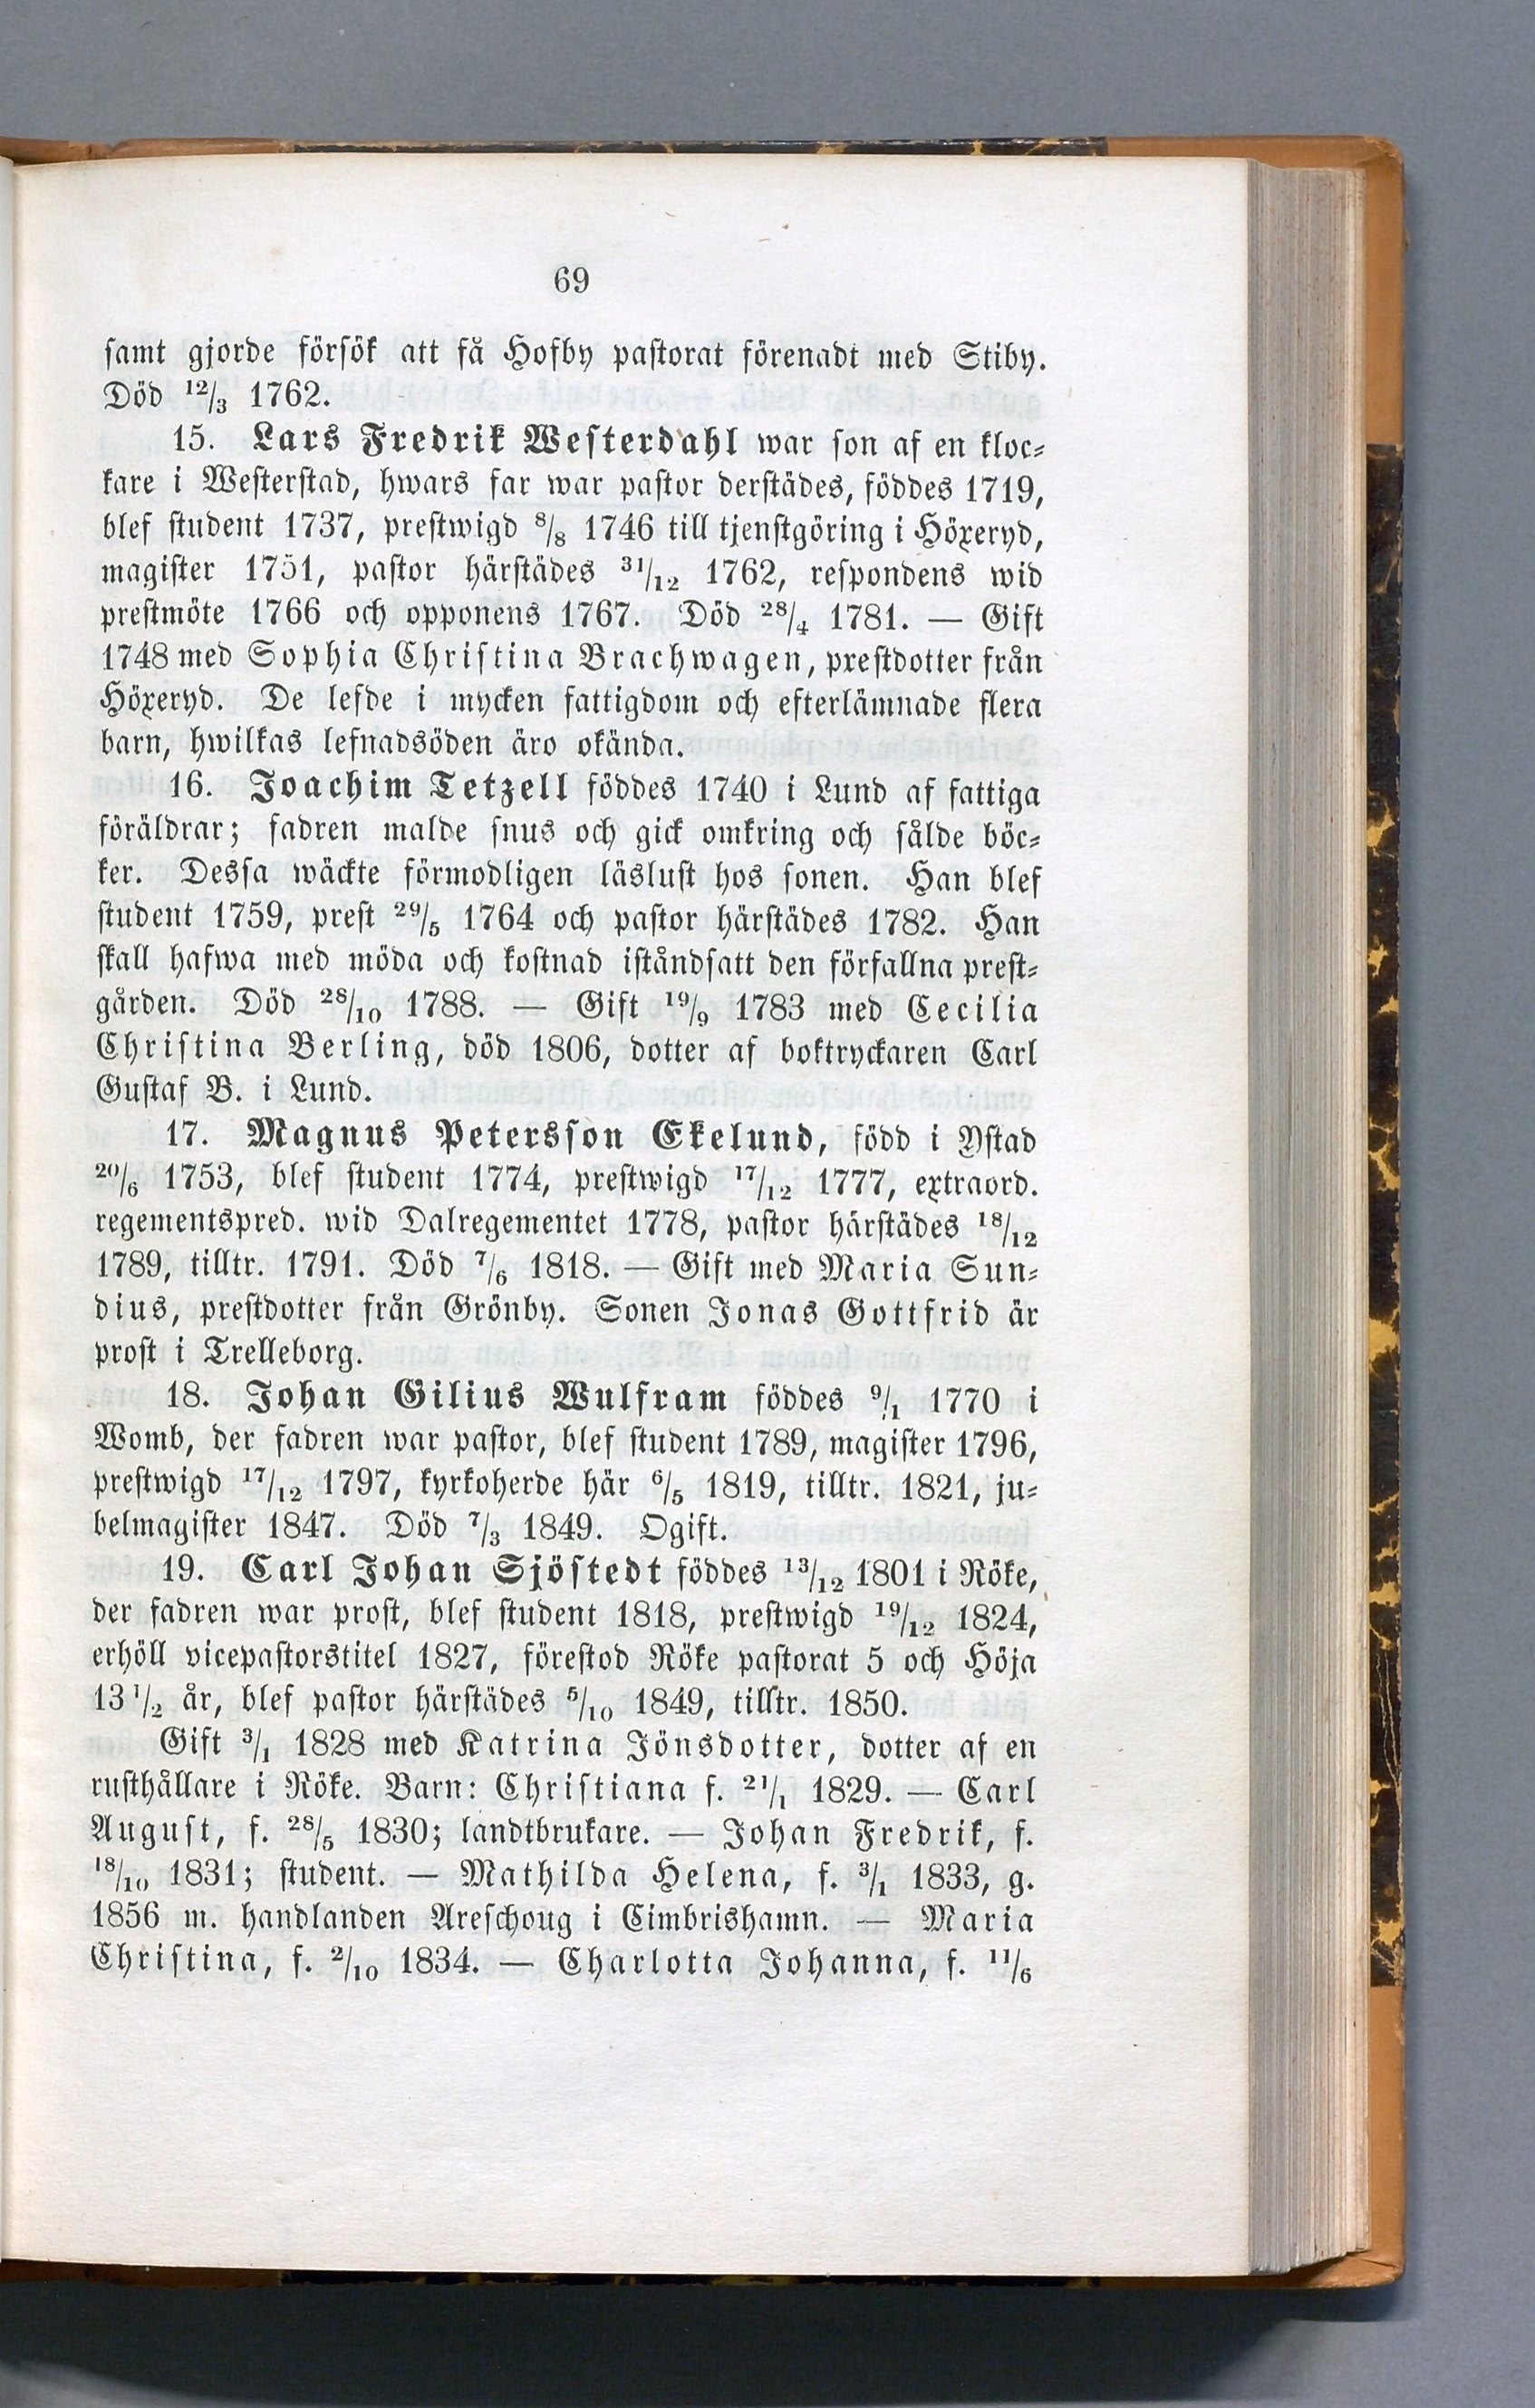 69
samt gjorde försök att få Hofby pastorat förenadt med Stiby.
Död 12/3 1762.
15. Lars Fredrik Westerdahl war son af en kloc-
kare i Westerstad, hwars far war pastor derstädes, föddes 1719,
blef student 1737, prestwigd 8/8 1746 till tjenstgöring i Höxeryd,
magister 1751, pastor härstädes 31/12 1762, respondens wid
prestmöte 1766 och opponens 1767. Död 28/4 1781. — Gift
1748 med Sophia Christina Brachwagen, prestdotter från
Höxeryd. De lefde i mycken fattigdom och efterlämnade flera
barn, hwilkas lefnadsöden äro okända.
16. Joachim Tetzell föddes 1740 i Lund af fattiga
föräldrar; fadren malde snus och gick omkring och sålde böc-
ker. Dessa wäckte förmodligen läslust hos sonen. Han blef
student 1759, prest 29/5 1764 och pastor härstädes 1782. Han
skall hafwa med möda och kostnad iståndsatt den förfallna prest-
gården. Död 28/10 1788. — Gift 19/9 1783 med Cecilia
Christina Berling, död 1806, dotter af boktryckaren Carl
Gustaf B. i Lund.
17. Magnus Petersson Ekelund, född i Ystad
20/6 1753, blef student 1774, prestwigd 17/12 1777, extraord.
regementspred. wid Dalregementet 1778, pastor härstädes 18/12
1789, tilltr. 1791. Död 7/6 1818. — Gift med Maria Sun-
dius, prestdotter från Grönby. Sonen Jonas Gottfrid är
prost i Trelleborg.
18. Johan Gilius Wulfram föddes 9/1 1770 i
Womb, der fadren war pastor, blef student 1789, magister 1796,
prestwigd 17/12 1797, kyrkoherde här 6/5 1819, tilltr. 1821, ju-
belmagister 1847. Död 7/3 1849. Ogift.
19. Carl Johan Sjöstedt föddes 13/12 1801 i Röke,
der fadren war prost, blef student 1818, prestwigd 19/12 1824,
erhöll vicepastorstitel 1827, förestod Röke pastorat 5 och Höja
13 1/2 år, blef pastor härstädes 5/10 1849, tilltr. 1850.
Gift 3/1 1828 med Katrina Jönsdotter, dotter af en
rusthållare i Röke. Barn: Christiana f. 21/1 1829. — Carl
August, f. 28/5 1830; landtbrukare. — Johan Fredrik, f.
18/10 1831; student. — Mathilda Helena, f. 3/1 1833, g.
1856 m. handlanden Areschoug i Cimbrishamn. — Maria
Christina, f. 2/10 1834. — Charlotta Johanna, f. 11/6